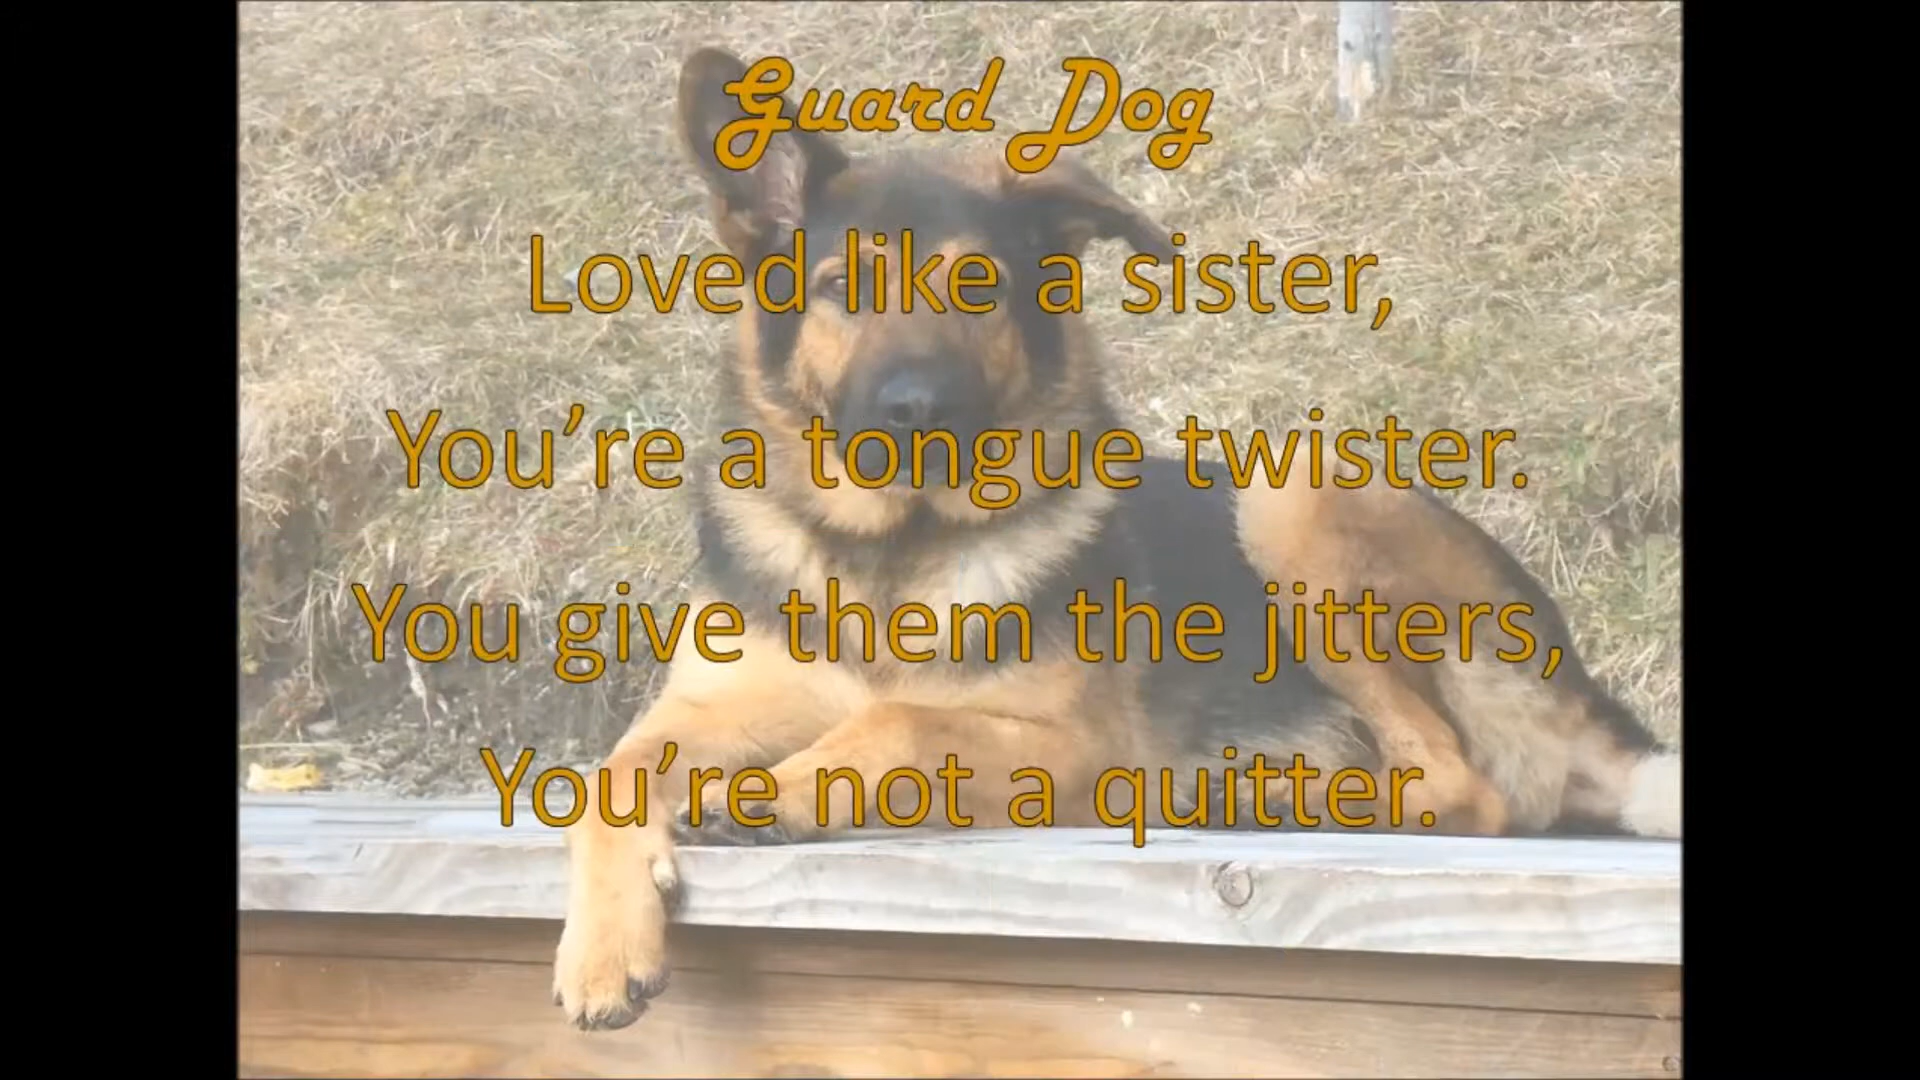 Guard Dog
Loved like a sister,
You’re a tongue twister.
You give them the jitters,
You’re not a quitter.